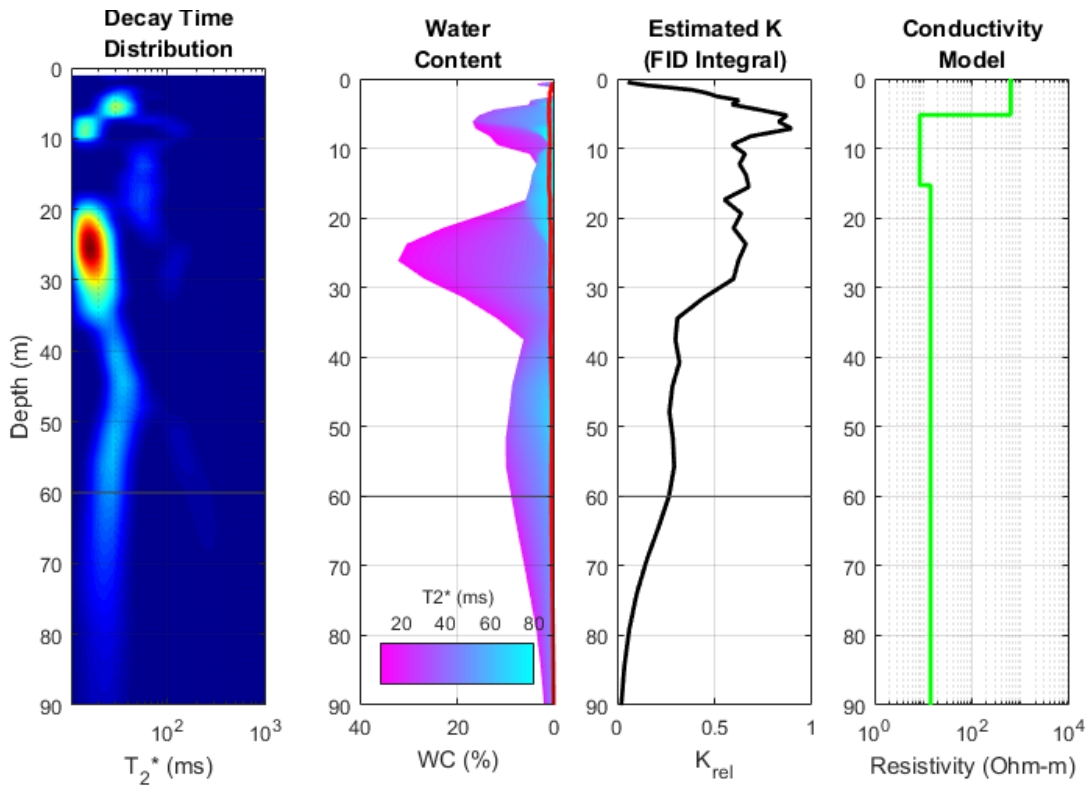 Decay Time
Distribution
0
10
20
30
40
50
60
70
80
90
Depth (m)
10²
10³
T₂* (ms)
Water
Content
0
10
20
30
40
50
60
70
80
90
T2* (ms)
20 40 60 80
40 20 0
WC (%)
Estimated K
(FID Integral)
0
10
20
30
40
50
60
70
80
90
0 0.5 1
K_rel
Conductivity
Model
0
10
20
30
40
50
60
70
80
90
10⁰ 10² 10⁴
Resistivity (Ohm-m)